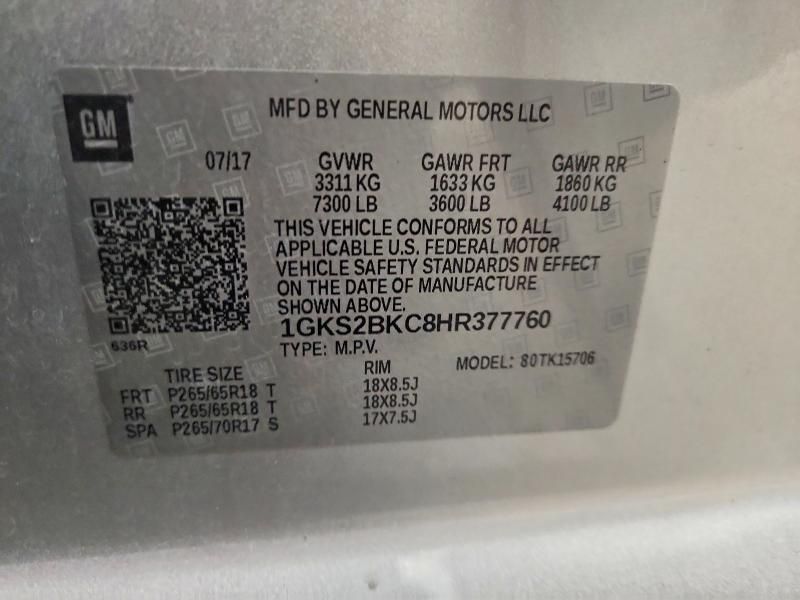 GM
MFD BY GENERAL MOTORS LLC
07/17 GVWR GAWR FRT GAWR RR
3311 KG 1633 KG 1860 KG
7300 LB 3600 LB 4100 LB
THIS VEHICLE CONFORMS TO ALL
APPLICABLE U.S. FEDERAL MOTOR
VEHICLE SAFETY STANDARDS IN EFFECT
ON THE DATE OF MANUFACTURE
SHOWN ABOVE.
1GKS2BKC8HR377760
636R
TYPE: M.P.V. MODEL: 80TK15706
TIRE SIZE RIM
FRT P265/65R18 T 18X8.5J
RR P265/65R18 T 18X8.5J
SPA P265/70R17 S 17X7.5J